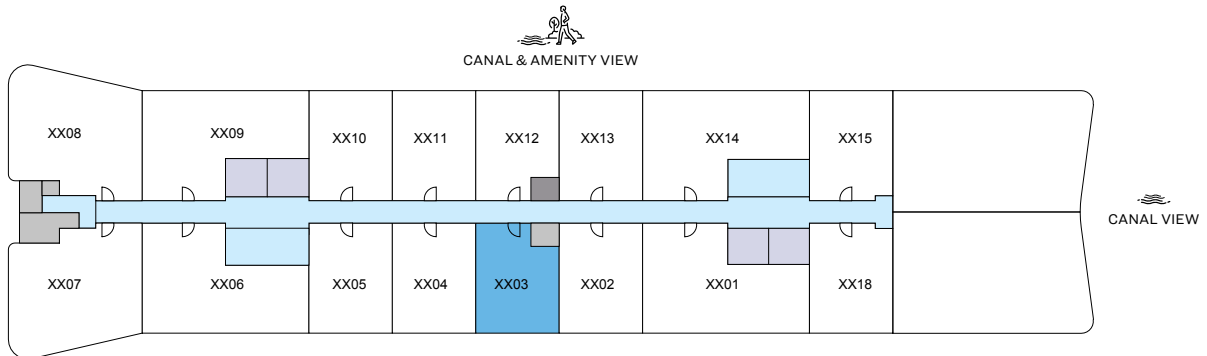 CANAL & AMENITY VIEW
XX08
XX09
XX10
XX11
XX12
XX13
XX14
XX15
CANAL VIEW
XX07
XX06
XX05
XX04
XX03
XX02
XX01
XX18